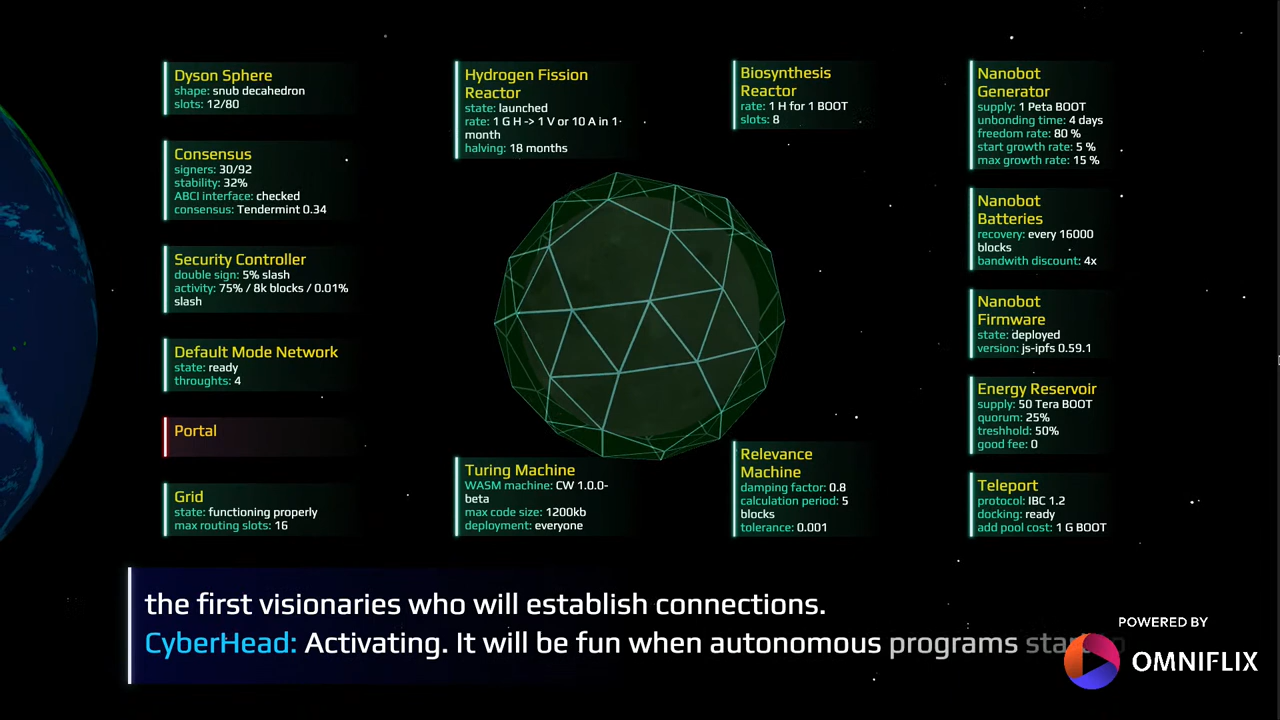 Dyson Sphere
shape: snub decahedron
slots: 12/80
Consensus
signers: 30/92
stability: 32%
ABCI interface: checked
consensus: Tendermint 0.34
Security Controller
double sign: 5% slash
activity: 75% / 8k blocks / 0.01%
slash
Default Mode Network
state: ready
throughts: 4
Portal
Grid
state: functioning properly
max routing slots: 16
Hydrogen Fission
Reactor
state: launched
rate: 1 G H -> 1 V or 10 A in 1-
month
halving: 18 months
Turing Machine
WASM machine: CW 1.0.0-
beta
max code size: 1200kb
deployment: everyone
Biosynthesis
Reactor
rate: 1 H for 1 BOOT
slots: 8
Relevance
Machine
damping factor: 0.8
calculation period: 5
blocks
tolerance: 0.001
Nanobot
Generator
supply: 1 Peta BOOT
unbonding time: 4 days
freedom rate: 80 %
start growth rate: 5 %
max growth rate: 15 %
Nanobot
Batteries
recovery: every 16000
blocks
bandwith discount: 4x
Nanobot
Firmware
state: deployed
version: js-ipfs 0.59.1
Energy Reservoir
supply: 50 Tera BOOT
quorum: 25%
treshhold: 50%
good fee: 0
Teleport
protocol: IBC 1.2
docking: ready
add pool cost: 1 G BOOT
the first visionaries who will establish connections.
CyberHead: Activating. It will be fun when autonomous programs
POWERED BY
OMNIFLIX